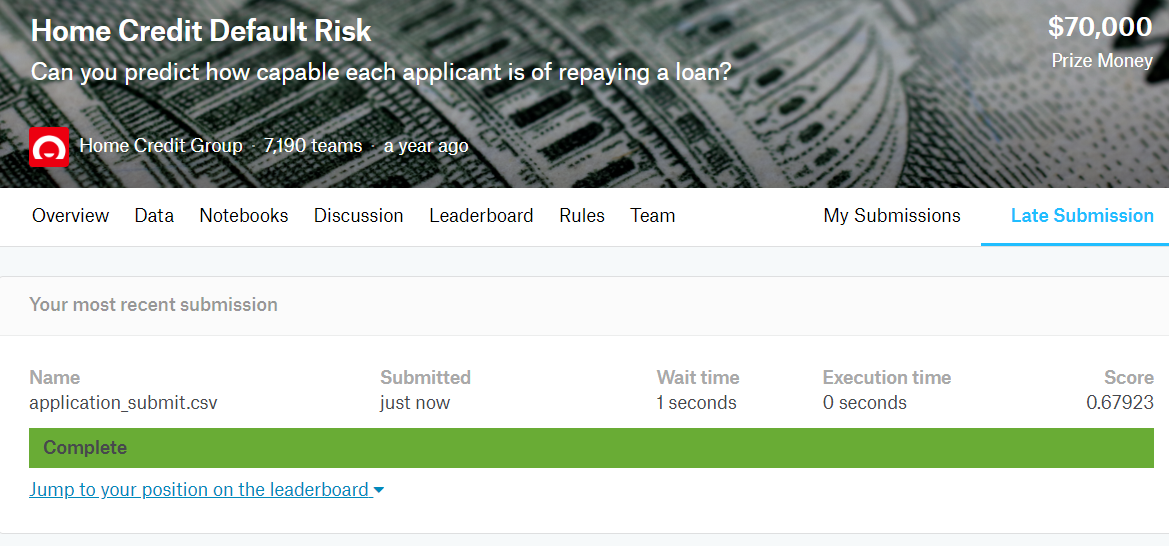 Home Credit Default Risk
$70,000
Can you predict how capable each applicant is of repaying a loan?
Prize Money
Home Credit Group · 7,190 teams · a year ago
Overview Data Notebooks Discussion Leaderboard Rules Team My Submissions Late Submission
Your most recent submission
Name Submitted Wait time Execution time Score
application_submit.csv just now 1 seconds 0 seconds 0.67923
Complete
Jump to your position on the leaderboard